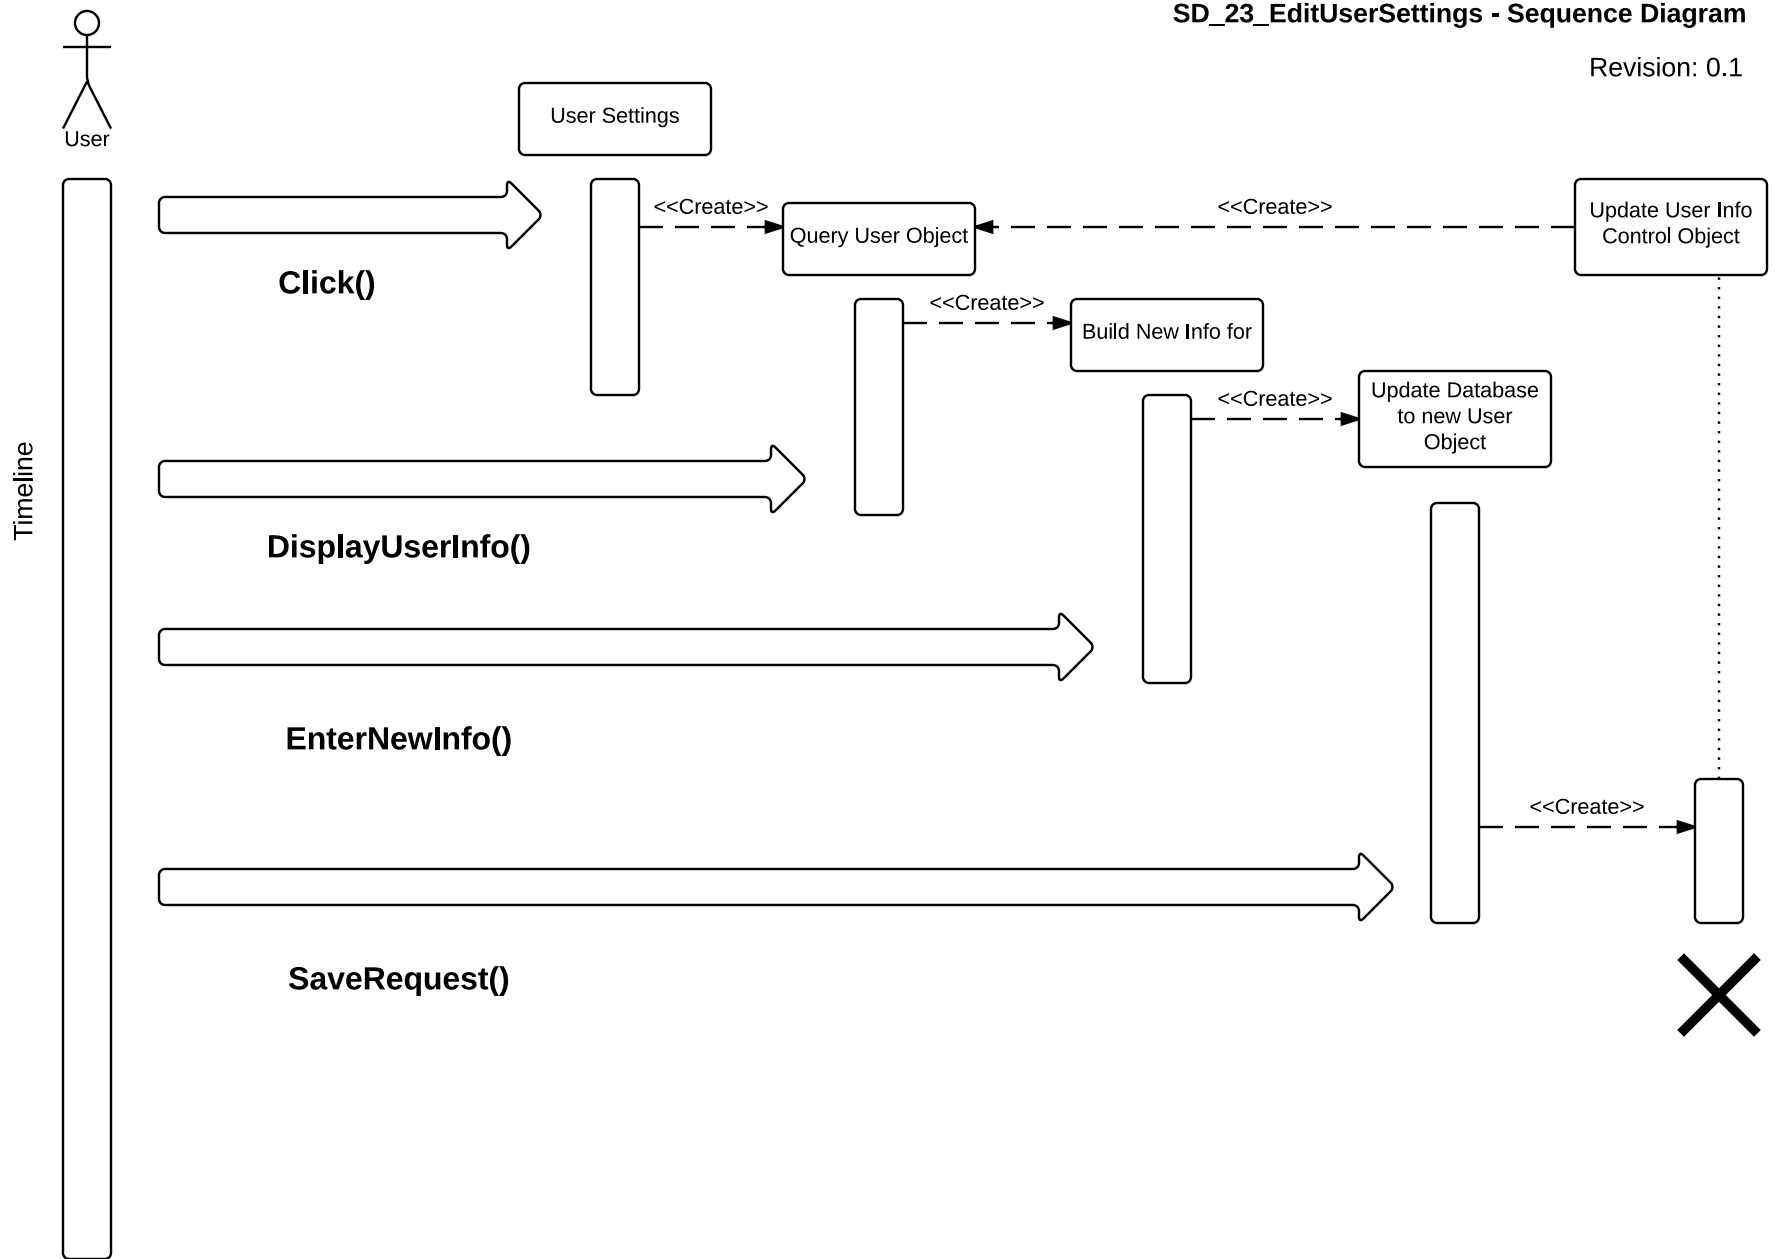 SD_23_EditUserSettings - Sequence Diagram
Revision: 0.1
User
User Settings
<<Create>>
Query User Object
<<Create>>
Update User Info
Control Object
Click()
<<Create>>
Build New Info for
<<Create>>
Update Database
to new User
Object
Timeline
DisplayUserInfo()
EnterNewInfo()
<<Create>>
SaveRequest()